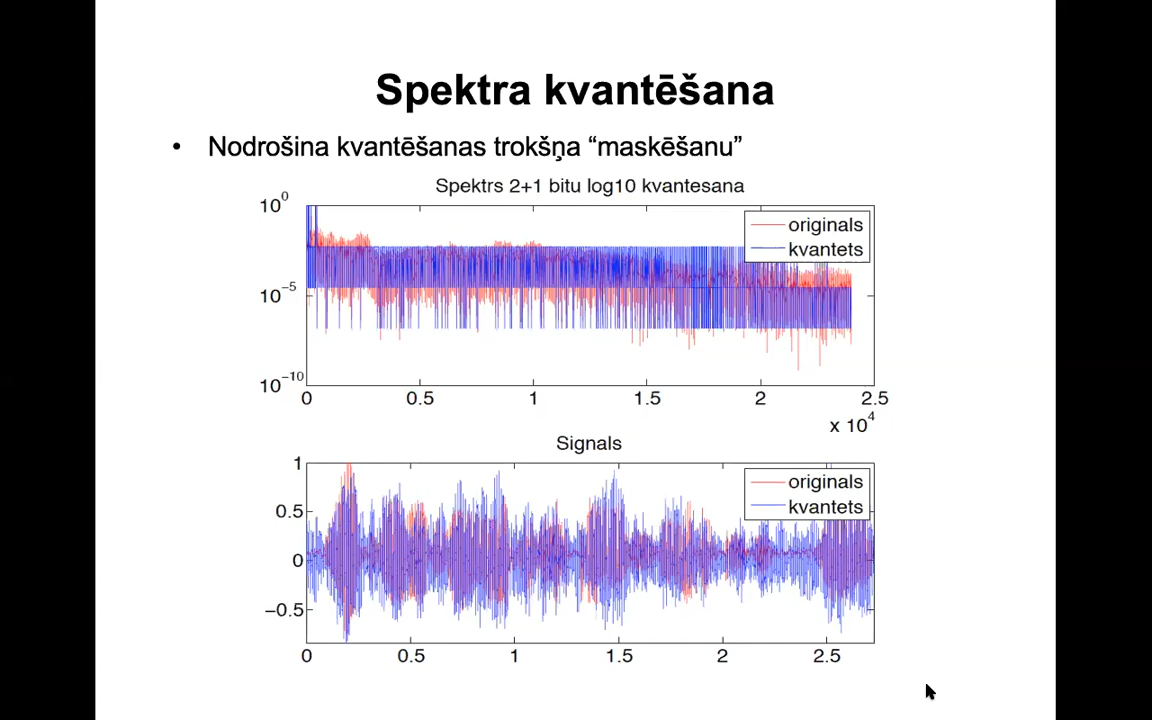 Spektra kvantēšana
• Nodrošina kvantēšanas trokšņa “maskēšanu”
Spektrs 2+1 bitu log10 kvantesana
10^0
originals
kvantets
10^-5
10^-10
0 0.5 1 1.5 2 2.5
x 10^4
Signals
1
originals
kvantets
0.5
0
−0.5
0 0.5 1 1.5 2 2.5